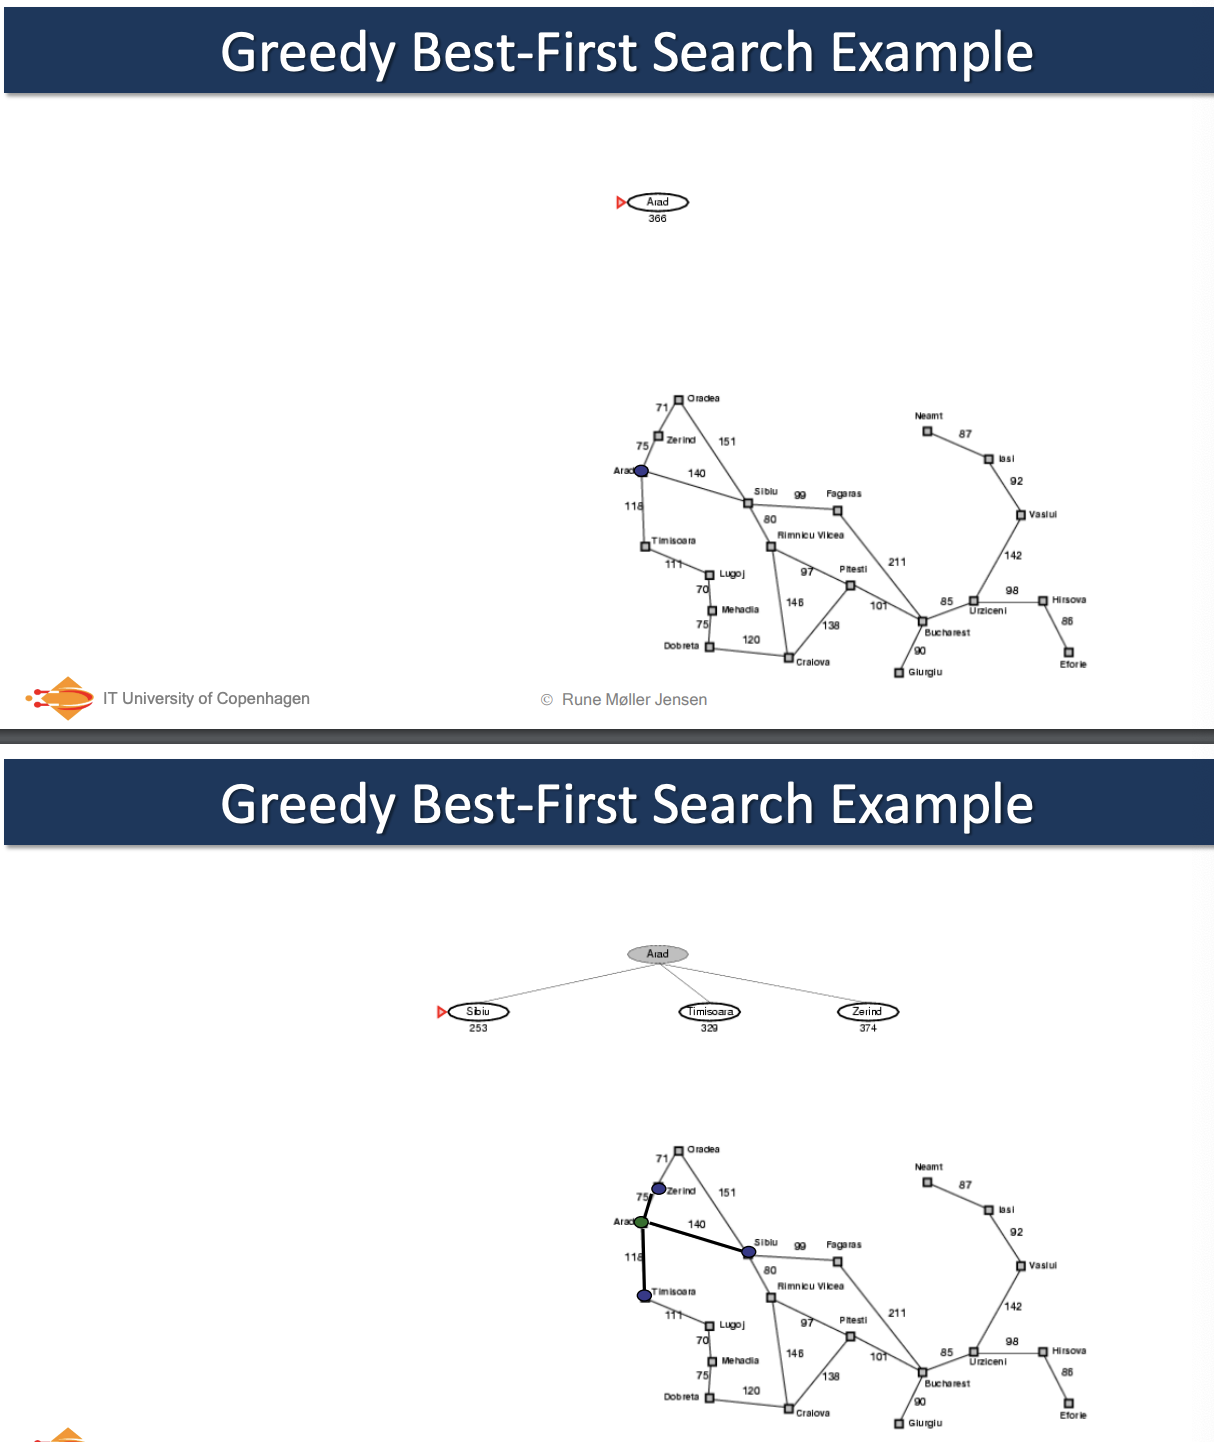 Greedy Best-First Search Example
Arad
366
Oradea
71
Neamt
87
Zerind
151
75
Iasi
Arad
140
92
Sibiu
99
Fagaras
118
80
Vaslui
Timisoara
Rimnicu Vilcea
111
Lugoj
97
Pitesti
211
142
70
98
Mehadia
146
101
85
Hirsova
Urziceni
75
138
86
120
Bucharest
Dobreta
90
Craiova
Giurgiu
Eforie
IT University of Copenhagen
© Rune Møller Jensen
Greedy Best-First Search Example
Arad
Sibiu
Timisoara
Zerind
253
329
374
Oradea
71
Neamt
87
Zerind
151
75
Iasi
Arad
140
92
Sibiu
99
Fagaras
118
80
Vaslui
Timisoara
Rimnicu Vilcea
111
Lugoj
97
Pitesti
211
142
70
98
Mehadia
146
101
85
Hirsova
Urziceni
75
138
86
120
Bucharest
Dobreta
90
Craiova
Giurgiu
Eforie